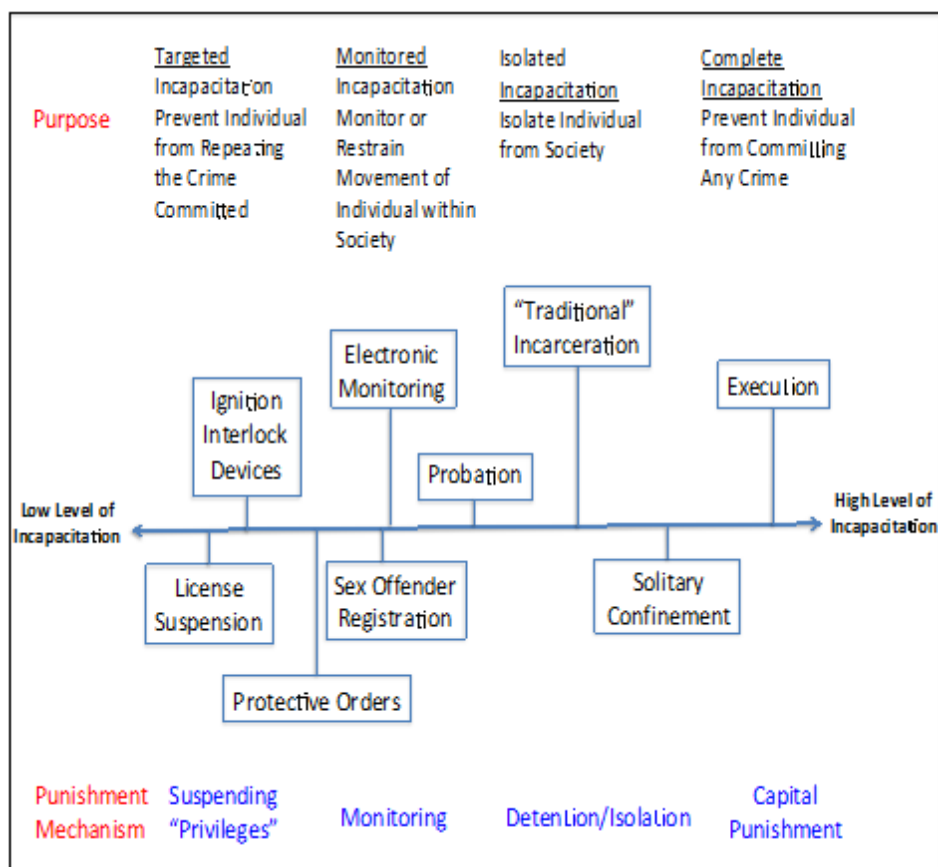 Purpose
Targeted
Incapacitation
Prevent Individual
from Repeating
the Crime
Committed
Monitored
Incapacitation
Monitor or
Restrain
Movement of
Individual within
Society
Isolated
Incapacitation
Isolate Individual
from Society
Complete
Incapacitation
Prevent Individual
from Commilling
Any Crime
"Traditional"
Incarceration
Electronic
Monitoring
Execulion
Ignition
Interlock
Devices
Probation
Low Level of
Incapacitation
High Level of
Incapacitation
License
Suspension
Sex Offender
Registration
Solitary
Confinement
Protective Orders
Punishment
Mechanism
Suspending
"Privileges"
Monitoring
Detention/Isolation
Capital
Punishment